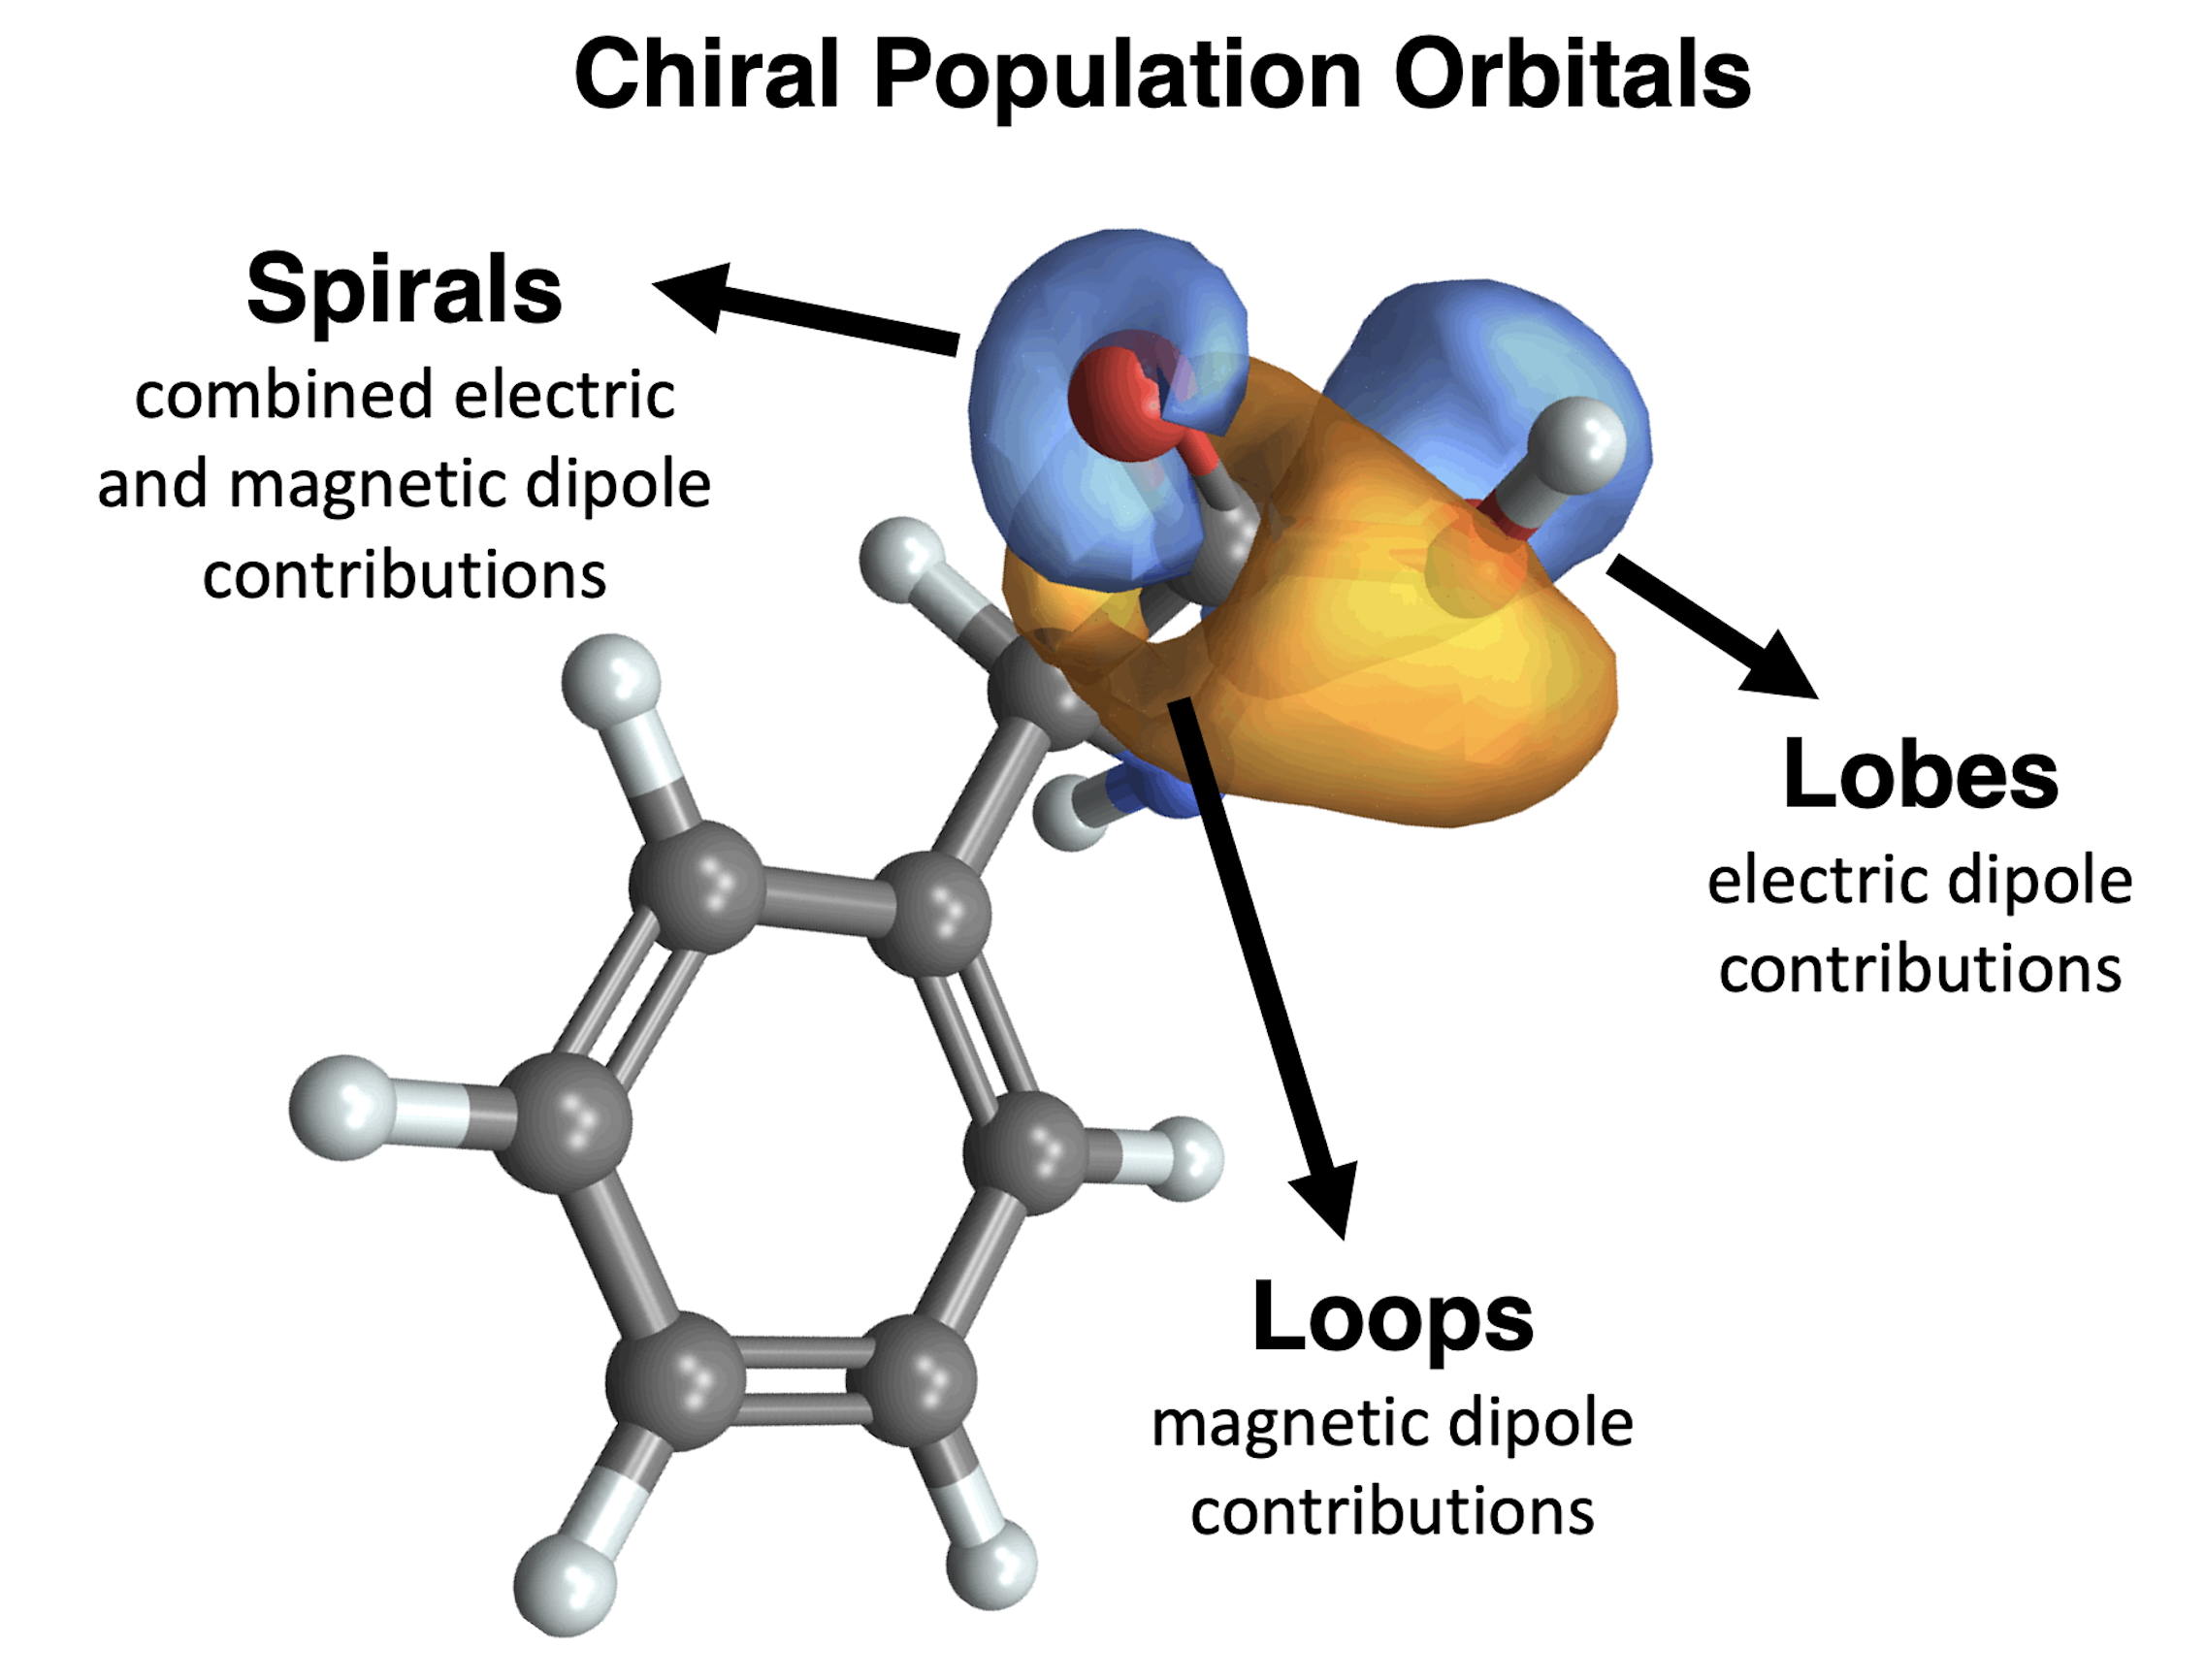 Chiral Population Orbitals
Spirals
combined electric
and magnetic dipole
contributions
Lobes
electric dipole
contributions
Loops
magnetic dipole
contributions